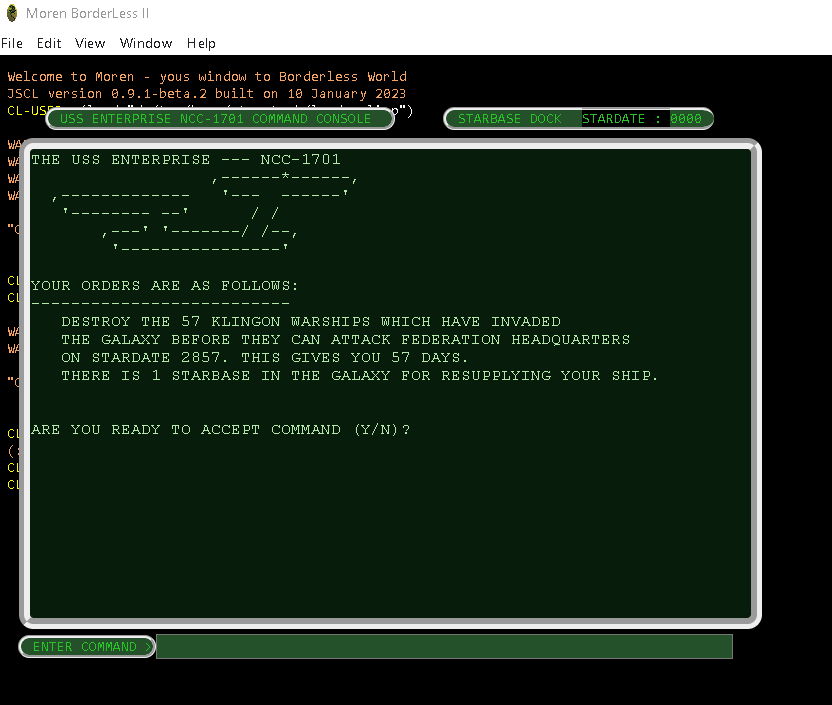 Moren BorderLess II
File Edit View Window Help
Welcome to Moren - yous window to Borderless World
JSCL version 0.9.1-beta.2 built on 10 January 2023
CL-USE
p")
USS ENTERPRISE NCC-1701 COMMAND CONSOLE
STARBASE DOCK STARDATE : 0000
THE USS ENTERPRISE --- NCC-1701
,------*------,
,------------- '--- ------'
'-------- --' / /
,---' '-------/ /--,
'----------------'
YOUR ORDERS ARE AS FOLLOWS:
--------------------------
DESTROY THE 57 KLINGON WARSHIPS WHICH HAVE INVADED
THE GALAXY BEFORE THEY CAN ATTACK FEDERATION HEADQUARTERS
ON STARDATE 2857. THIS GIVES YOU 57 DAYS.
THERE IS 1 STARBASE IN THE GALAXY FOR RESUPPLYING YOUR SHIP.
ARE YOU READY TO ACCEPT COMMAND (Y/N)?
ENTER COMMAND >